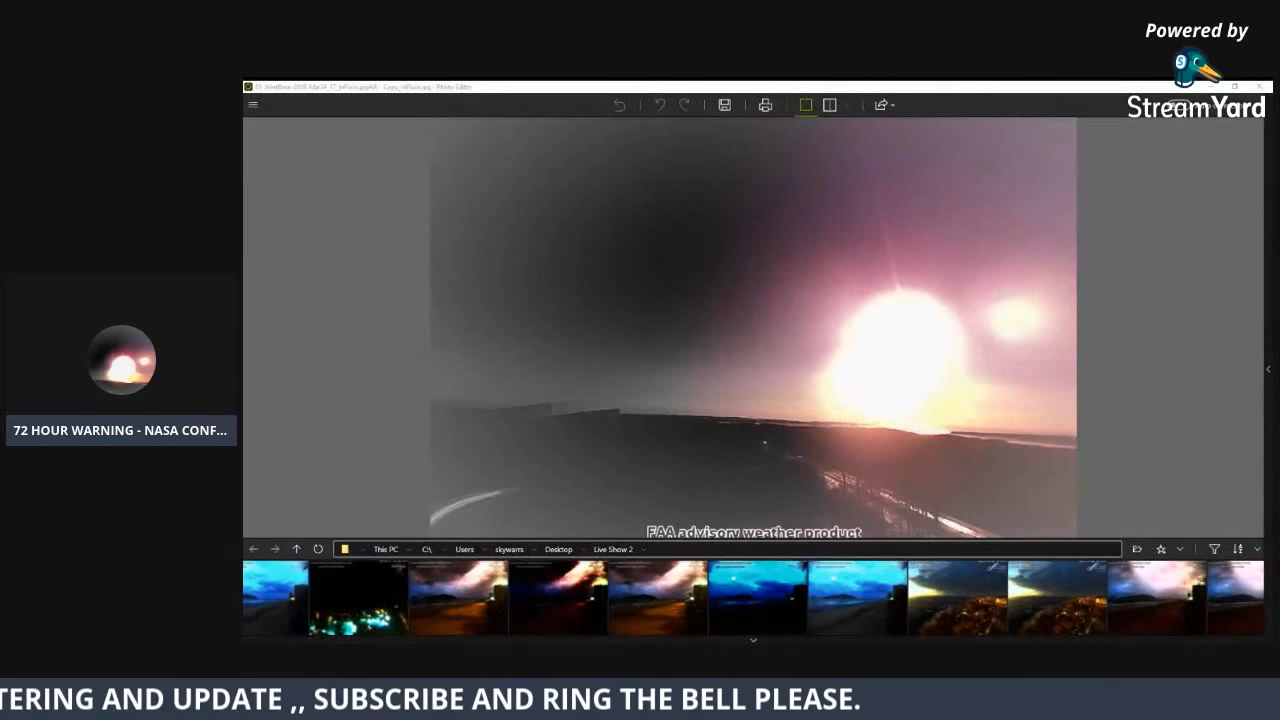 Powered by
StreamYard
72 HOUR WARNING - NASA CONF...
FAA advisory weather product
This PC
C:\
Users
skywarrs
Desktop
Live Show 2
TERING AND UPDATE ,, SUBSCRIBE AND RING THE BELL PLEASE.